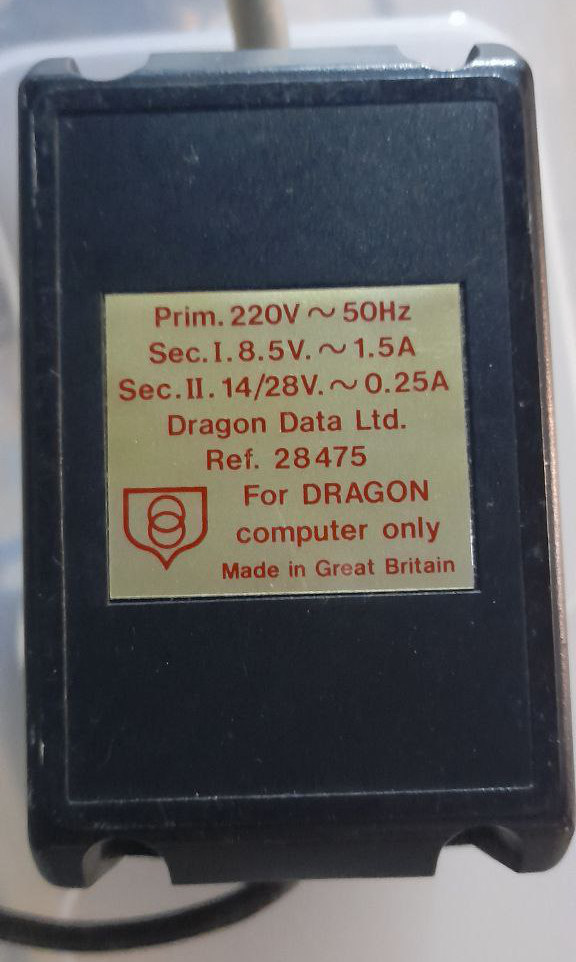 Prim. 220V ~ 50Hz
Sec. I. 8.5V. ~ 1.5A
Sec. II. 14/28V. ~ 0.25A
Dragon Data Ltd.
Ref. 28475
For DRAGON
computer only
Made in Great Britain